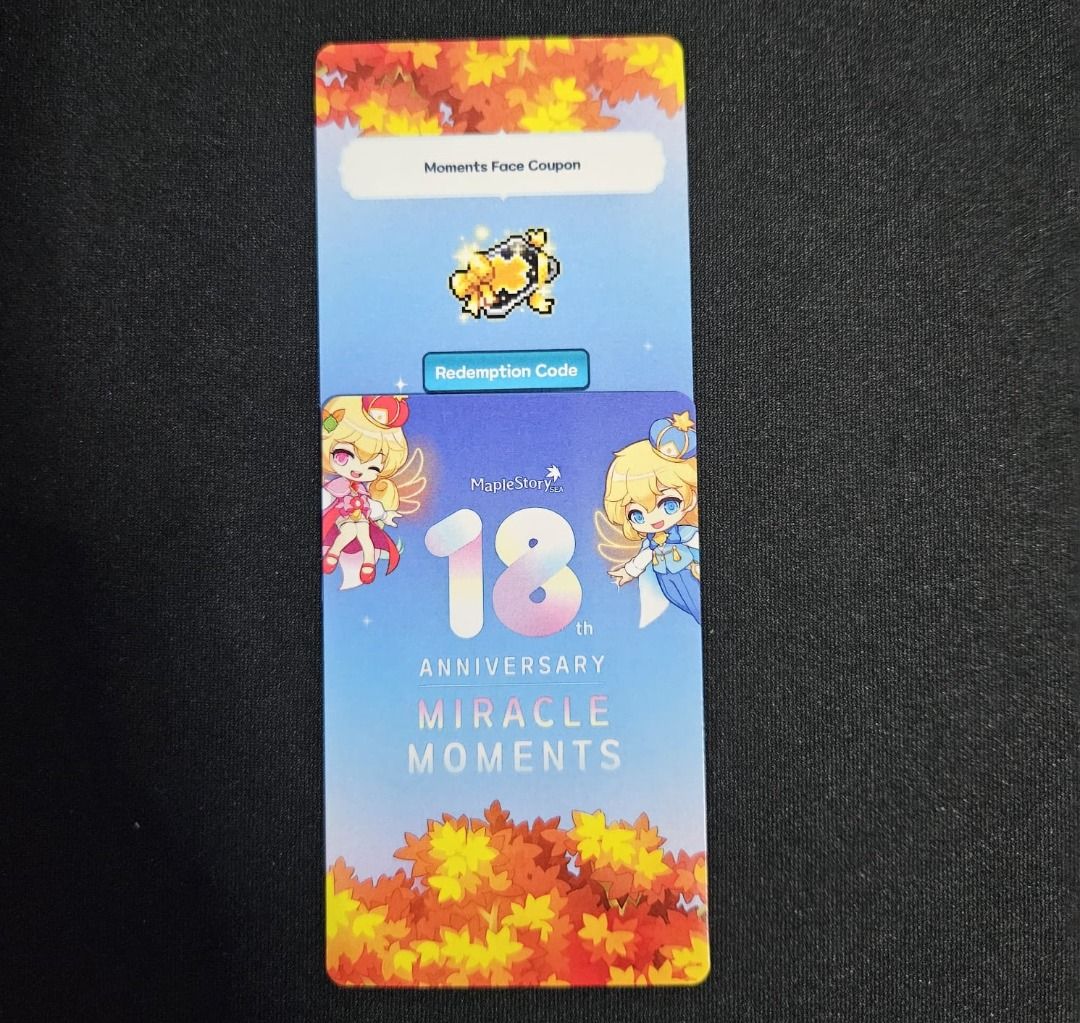 Moments Face Coupon
Redemption Code
MapleStory SEA
18th
ANNIVERSARY
MIRACLE
MOMENTS